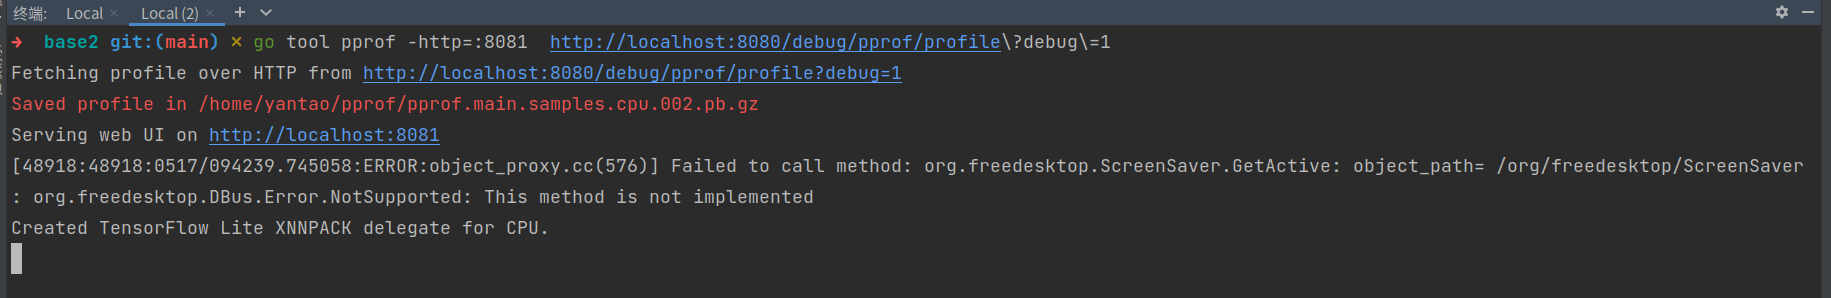 终端: Local × Local (2) × +
➜ base2 git:(main) ✗ go tool pprof -http=:8081 http://localhost:8080/debug/pprof/profile\?debug\=1
Fetching profile over HTTP from http://localhost:8080/debug/pprof/profile?debug=1
Saved profile in /home/yantao/pprof/pprof.main.samples.cpu.002.pb.gz
Serving web UI on http://localhost:8081
[48918:48918:0517/094239.745058:ERROR:object_proxy.cc(576)] Failed to call method: org.freedesktop.ScreenSaver.GetActive: object_path= /org/freedesktop/ScreenSaver
: org.freedesktop.DBus.Error.NotSupported: This method is not implemented
Created TensorFlow Lite XNNPACK delegate for CPU.